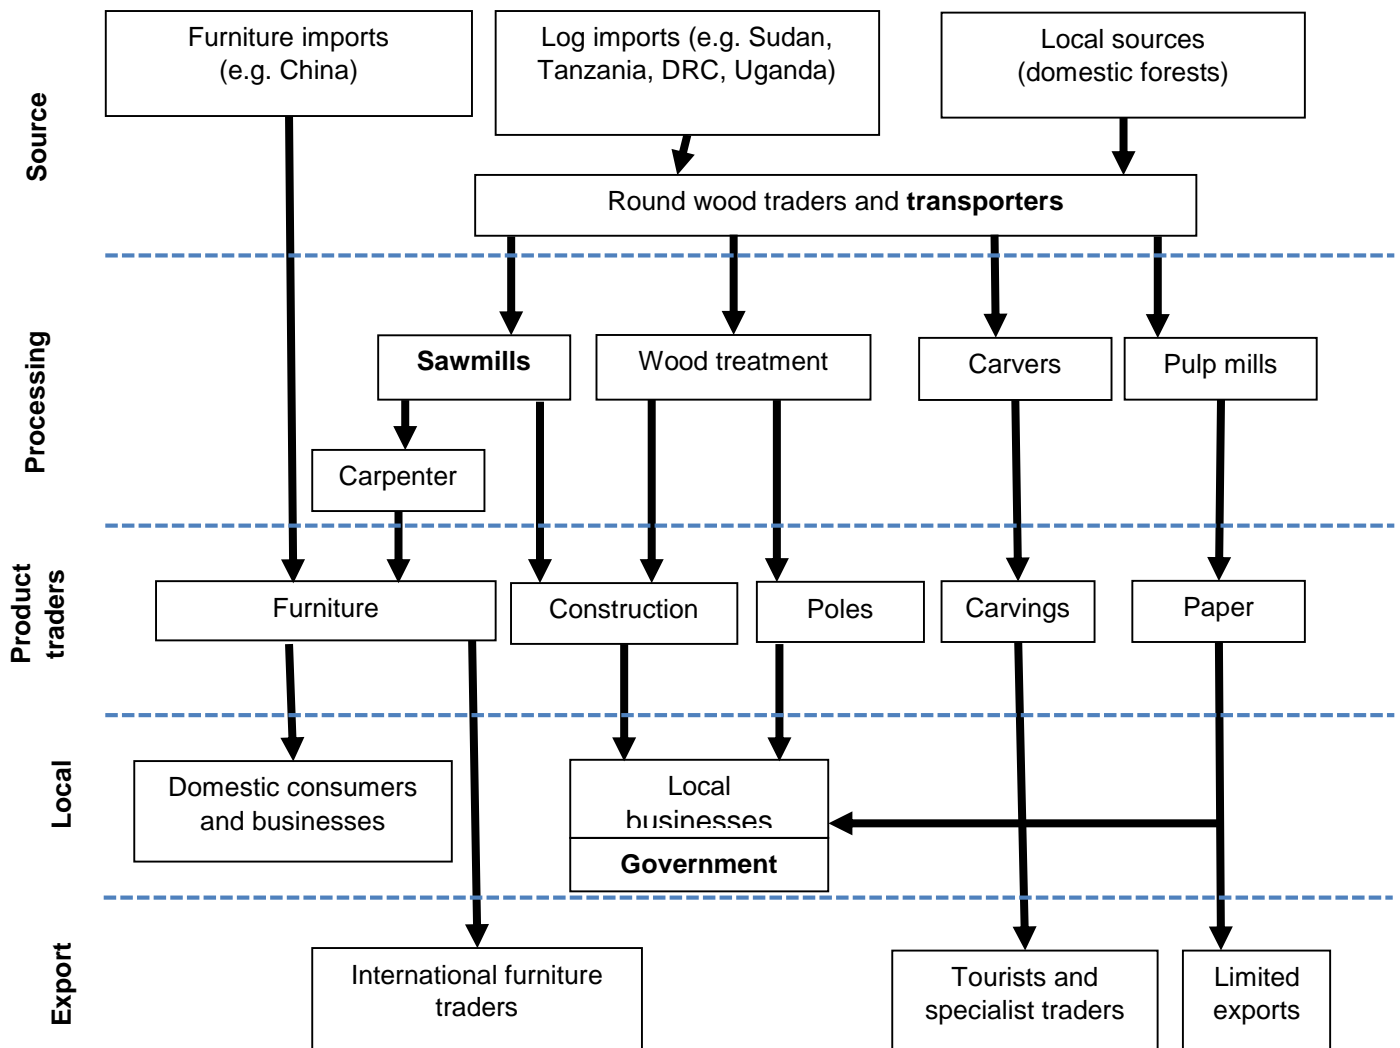 Furniture imports
(e.g. China)
Log imports (e.g. Sudan,
Tanzania, DRC, Uganda)
Local sources
(domestic forests)
Source
Round wood traders and transporters
Processing
Sawmills
Wood treatment
Carvers
Pulp mills
Carpenter
Product
traders
Furniture
Construction
Poles
Carvings
Paper
Local
Domestic consumers
and businesses
Local
businesses
Government
Export
International furniture
traders
Tourists and
specialist traders
Limited
exports